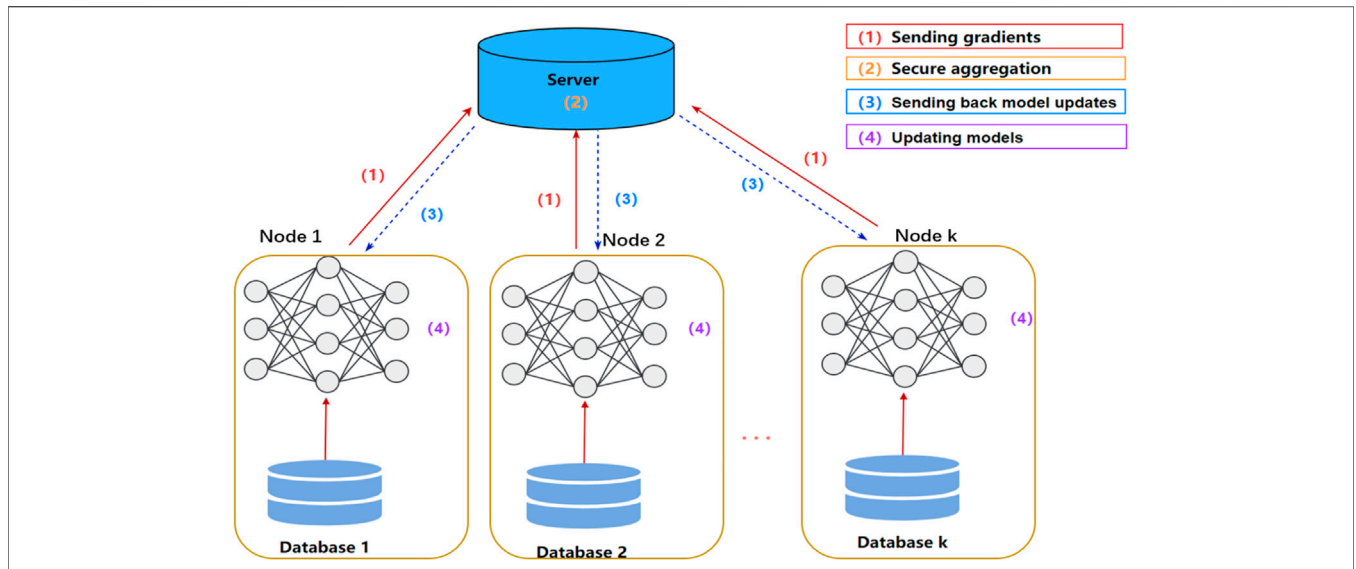 (1) Sending gradients
Server
(2) Secure aggregation
(2)
(3) Sending back model updates
(4) Updating models
(1)
(3)
(1)
(3)
(1)
(3)
Node 1
Node 2
Node k
(4)
(4)
(4)
...
Database 1
Database 2
Database k